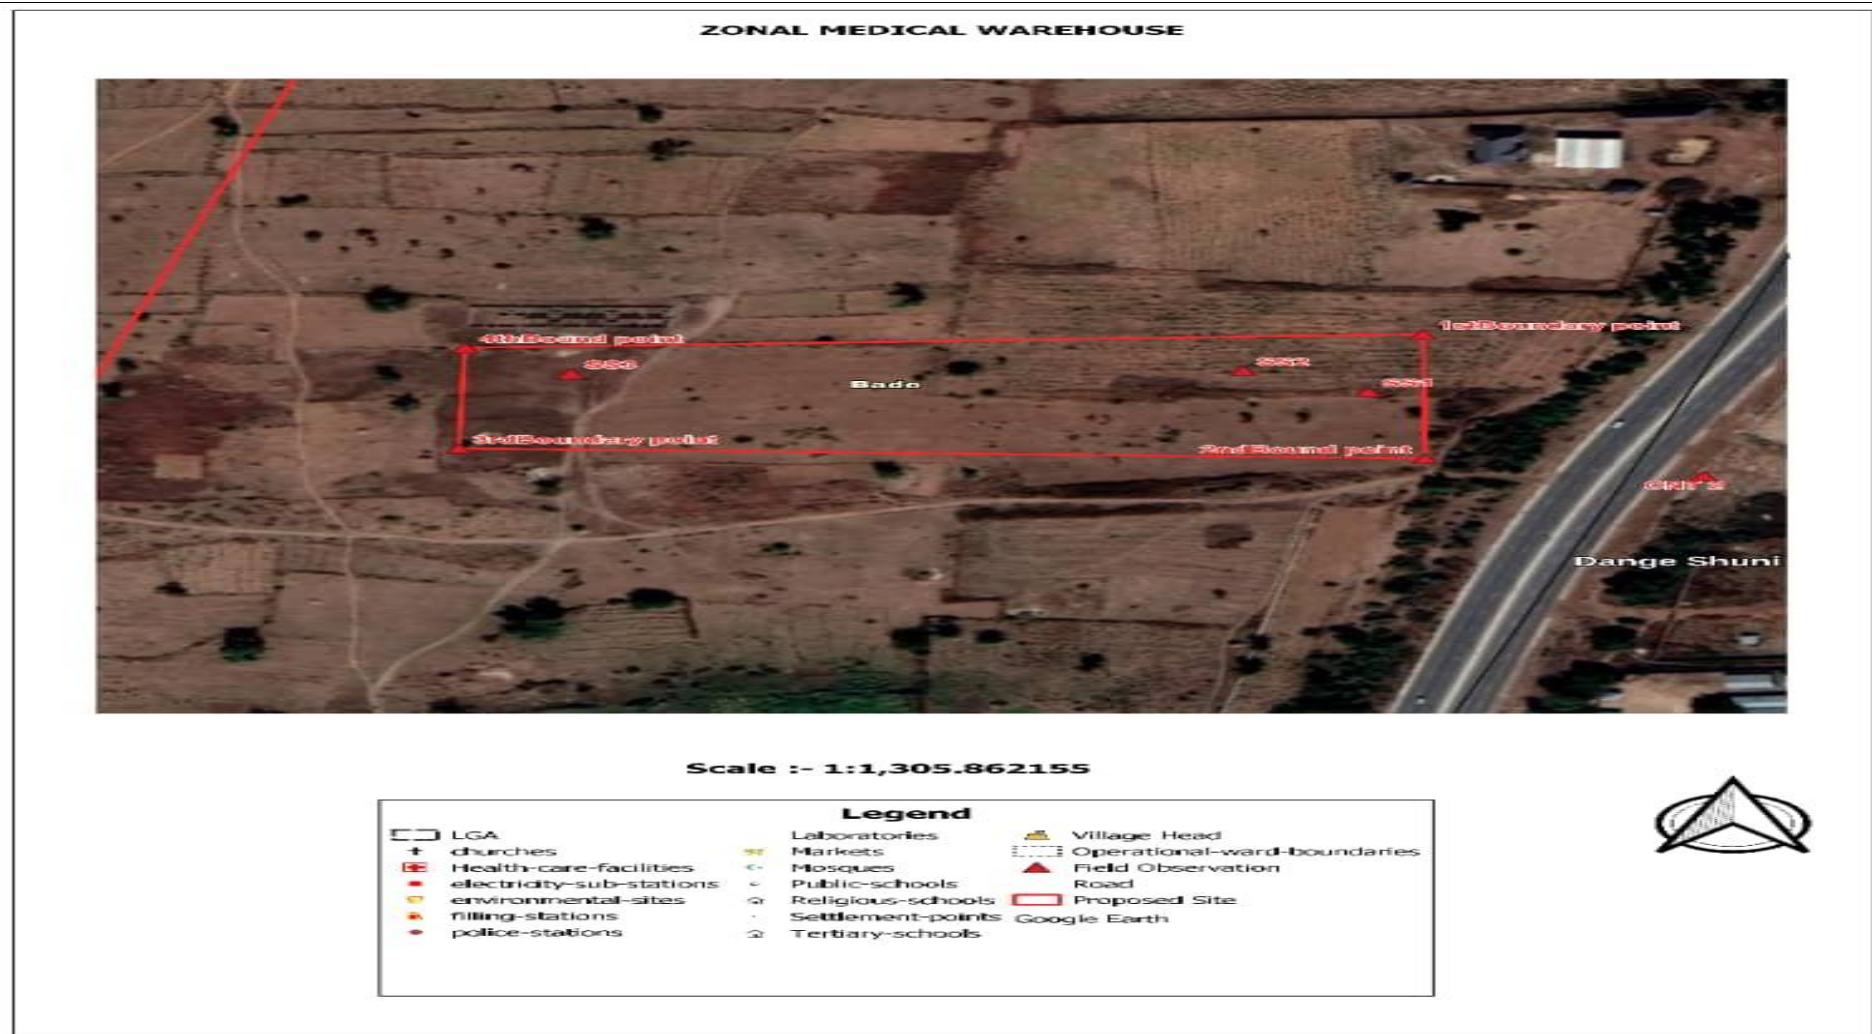 ZONAL MEDICAL WAREHOUSE
1stBoundary point
4thBound point
SS3
SS2
Bado
SS1
3rdBoundary point
2ndBound point
Dange Shuni
Scale :- 1:1,305.862155
Legend
LGA
churches
Health-care-facilities
electricity-sub-stations
environmental-sites
filling-stations
police-stations
Laboratories
Markets
Mosques
Public-schools
Religious-schools
Settlement-points
Tertiary-schools
Village Head
Operational-ward-boundaries
Field Observation
Road
Proposed Site
Google Earth